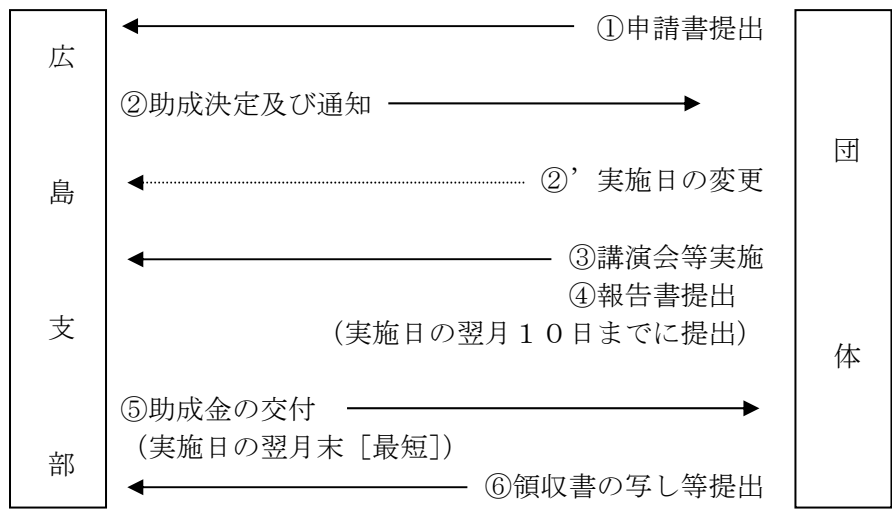 広島支部
①申請書提出
②助成決定及び通知
②’実施日の変更
③講演会等実施
④報告書提出
（実施日の翌月１０日までに提出）
⑤助成金の交付
（実施日の翌月末［最短］）
⑥領収書の写し等提出
団体